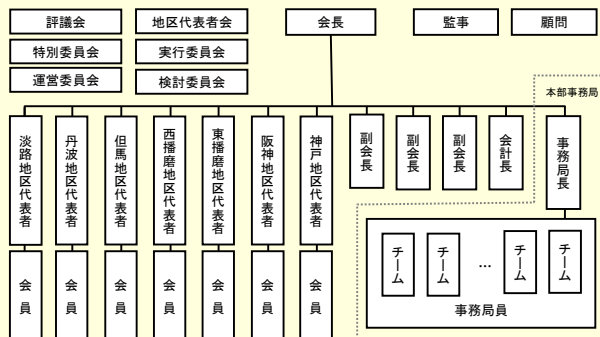 評議会
地区代表者会
会長
監事
顧問
特別委員会
実行委員会
運営委員会
検討委員会
本部事務局
淡路地区代表者
丹波地区代表者
但馬地区代表者
西播磨地区代表者
東播磨地区代表者
阪神地区代表者
神戸地区代表者
副会長
副会長
副会長
会計長
事務局長
会員
会員
会員
会員
会員
会員
会員
チーム
チーム
…
チーム
チーム
事務局員